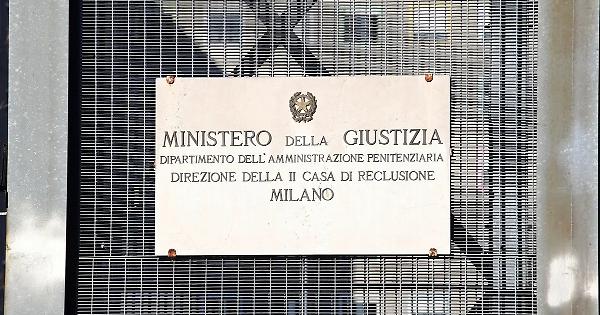 MINISTERO DELLA GIUSTIZIA
DIPARTIMENTO DELL'AMMINISTRAZIONE PENITENZIARIA
DIREZIONE DELLA II CASA DI RECLUSIONE
MILANO